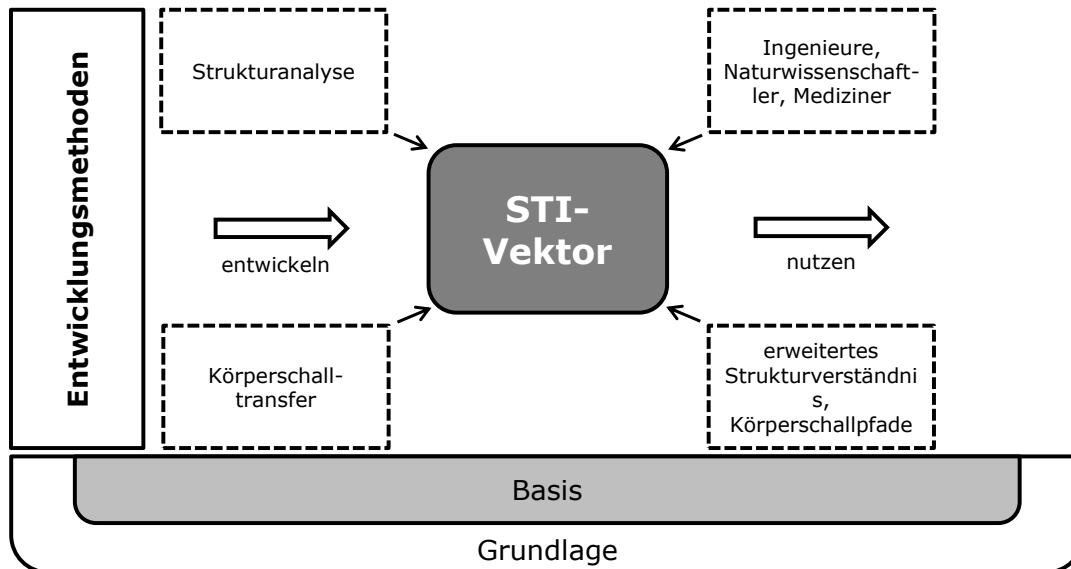 Entwicklungsmethoden
Strukturanalyse
Ingenieure,
Naturwissenschaft-
ler, Mediziner
STI-
Vektor
entwickeln
nutzen
Körperschall-
transfer
erweitertes
Strukturverständni
s,
Körperschallpfade
Basis
Grundlage